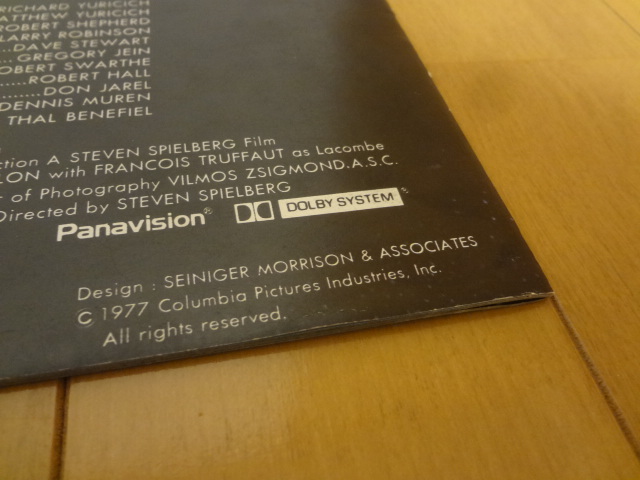 RICHARD YURICICH
MATTHEW YURICICH
ROBERT SHEPHERD
LARRY ROBINSON
...DAVE STEWART
... GREGORY JEIN
ROBERT SWARTHE
......ROBERT HALL
.........DON JAREL
DENNIS MUREN
THAL BENEFIEL
ction A STEVEN SPIELBERG Film
LON with FRANCOIS TRUFFAUT as Lacombe
r of Photography VILMOS ZSIGMOND.A.S.C.
Directed by STEVEN SPIELBERG
Panavision® DOLBY SYSTEM®
Design : SEINIGER MORRISON & ASSOCIATES
© 1977 Columbia Pictures Industries, Inc.
All rights reserved.